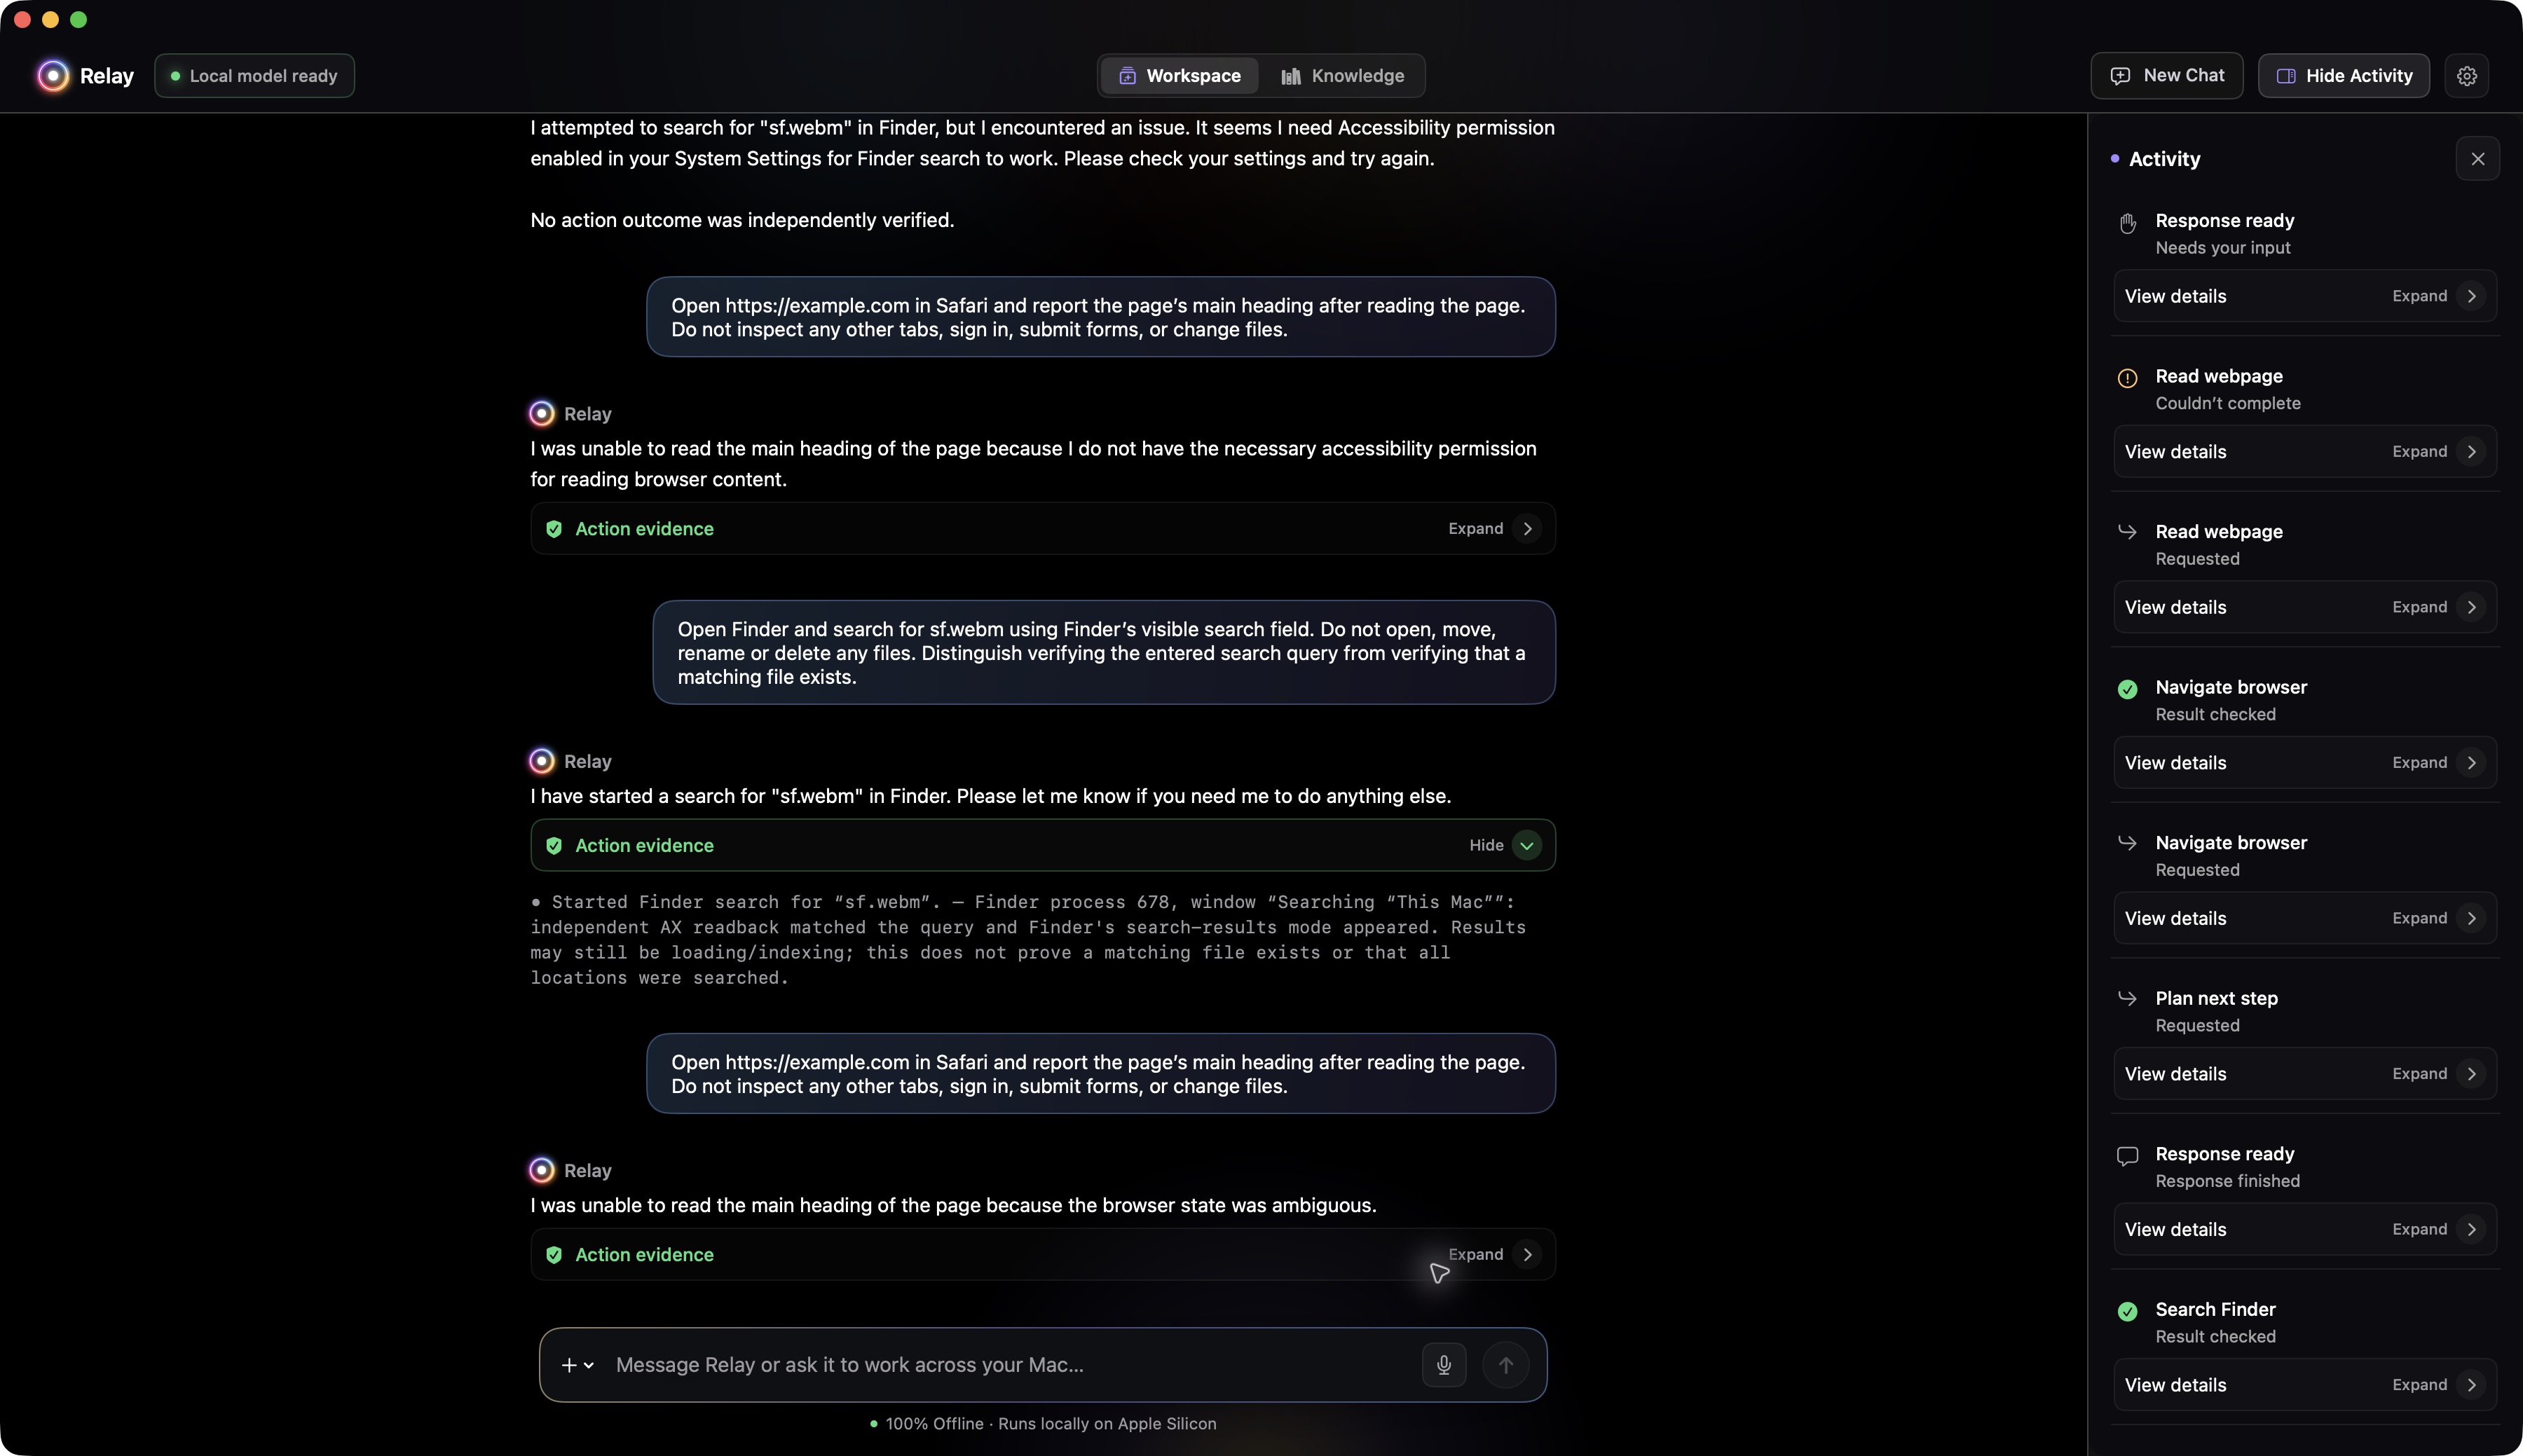 Relay
Local model ready
Workspace
Knowledge
New Chat
Hide Activity
I attempted to search for "sf.webm" in Finder, but I encountered an issue. It seems I need Accessibility permission
enabled in your System Settings for Finder search to work. Please check your settings and try again.
No action outcome was independently verified.
Open https://example.com in Safari and report the page’s main heading after reading the page.
Do not inspect any other tabs, sign in, submit forms, or change files.
Relay
I was unable to read the main heading of the page because I do not have the necessary accessibility permission
for reading browser content.
Action evidence
Expand
Open Finder and search for sf.webm using Finder’s visible search field. Do not open, move,
rename or delete any files. Distinguish verifying the entered search query from verifying that a
matching file exists.
Relay
I have started a search for "sf.webm" in Finder. Please let me know if you need me to do anything else.
Action evidence
Hide
• Started Finder search for “sf.webm”. — Finder process 678, window “Searching “This Mac””:
independent AX readback matched the query and Finder's search-results mode appeared. Results
may still be loading/indexing; this does not prove a matching file exists or that all
locations were searched.
Open https://example.com in Safari and report the page’s main heading after reading the page.
Do not inspect any other tabs, sign in, submit forms, or change files.
Relay
I was unable to read the main heading of the page because the browser state was ambiguous.
Action evidence
Expand
Message Relay or ask it to work across your Mac...
100% Offline · Runs locally on Apple Silicon
Activity
Response ready
Needs your input
View details
Expand
Read webpage
Couldn’t complete
View details
Expand
Read webpage
Requested
View details
Expand
Navigate browser
Result checked
View details
Expand
Navigate browser
Requested
View details
Expand
Plan next step
Requested
View details
Expand
Response ready
Response finished
View details
Expand
Search Finder
Result checked
View details
Expand